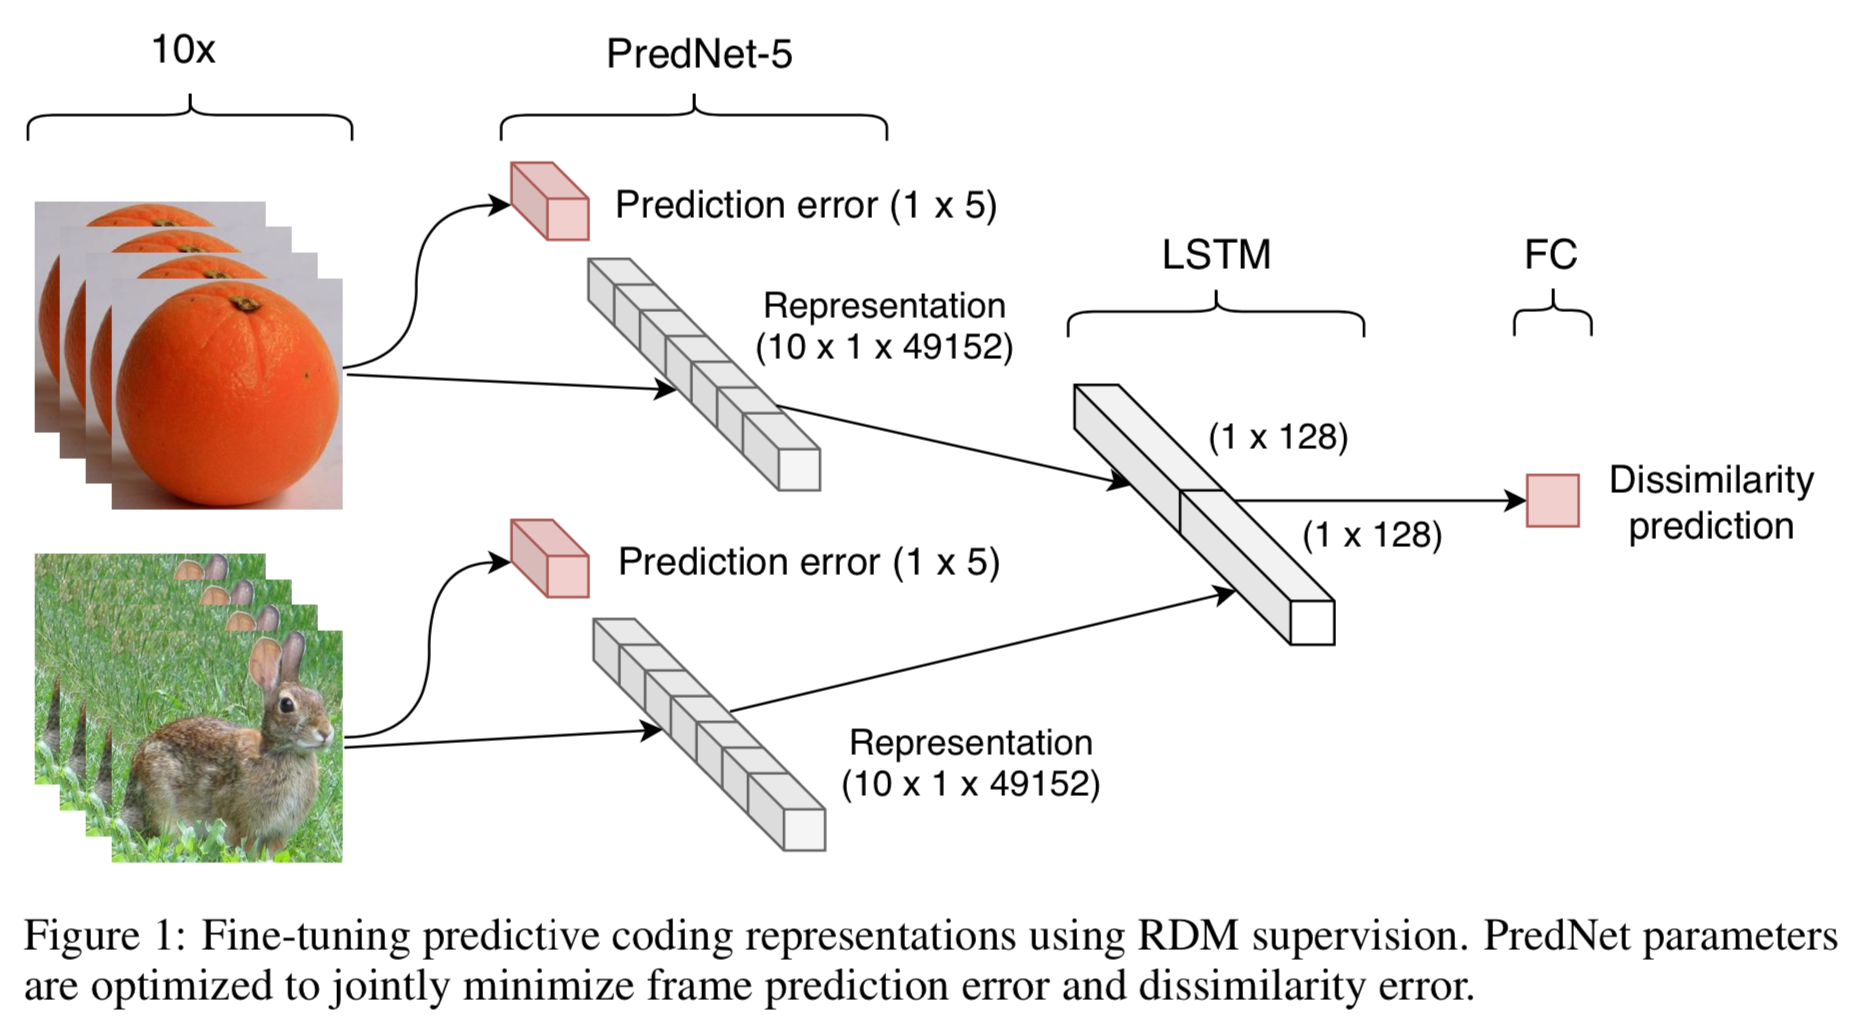 10x
PredNet-5
Prediction error (1 x 5)
Representation
(10 x 1 x 49152)
LSTM
FC
(1 x 128)
(1 x 128)
Dissimilarity
prediction
Prediction error (1 x 5)
Representation
(10 x 1 x 49152)
Figure 1: Fine-tuning predictive coding representations using RDM supervision. PredNet parameters
are optimized to jointly minimize frame prediction error and dissimilarity error.